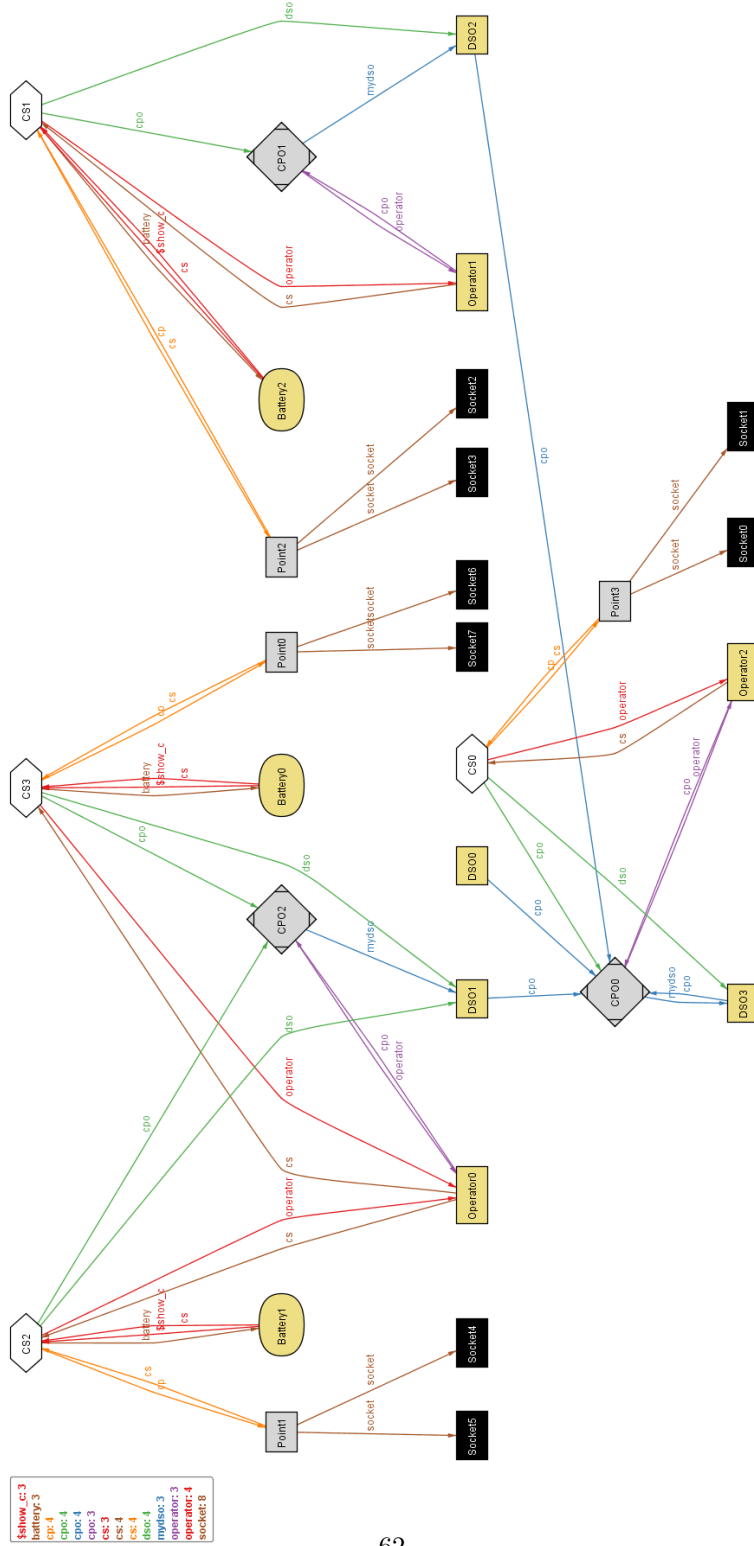 $show_c: 3
battery: 3
cp: 4
cpo: 4
cpo: 4
cpo: 3
cs: 3
cs: 4
cs: 4
dso: 4
mydso: 3
operator: 3
operator: 4
socket: 8
CS2
CS3
CS1
cs
cp
battery
$show_c
cs
cpo
cpo
battery
$show_c
cs
cp
cs
cp
cs
battery
$show_c
cs
cpo
dso
Point1
Battery1
operator
cs
cs
operator
dso
CPO2
dso
Battery0
Point0
Point2
Battery2
cs
operator
CPO1
socket
socket
cpo
operator
mydso
socket
socket
socket
socket
cpo
operator
mydso
Socket5
Socket4
Operator0
DSO1
DSO0
CS0
Socket7
Socket6
Socket3
Socket2
Operator1
DSO2
cpo
cpo
cpo
cpo
cp
cs
cpo
CPO0
cs
operator
Point3
mydso
cpo
dso
cpo
operator
socket
socket
DSO3
Operator2
Socket0
Socket1
62